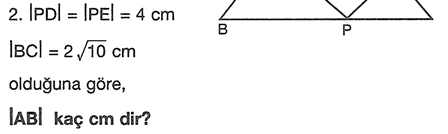 2. |PD| = |PE| = 4 cm
B P
|BC| = 2√10 cm
olduğuna göre,
|AB| kaç cm dir?